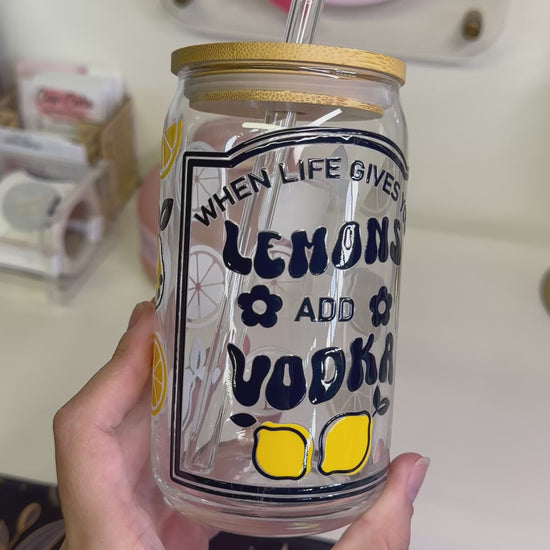 WHEN LIFE GIVES
LEMONS
ADD
VODKA